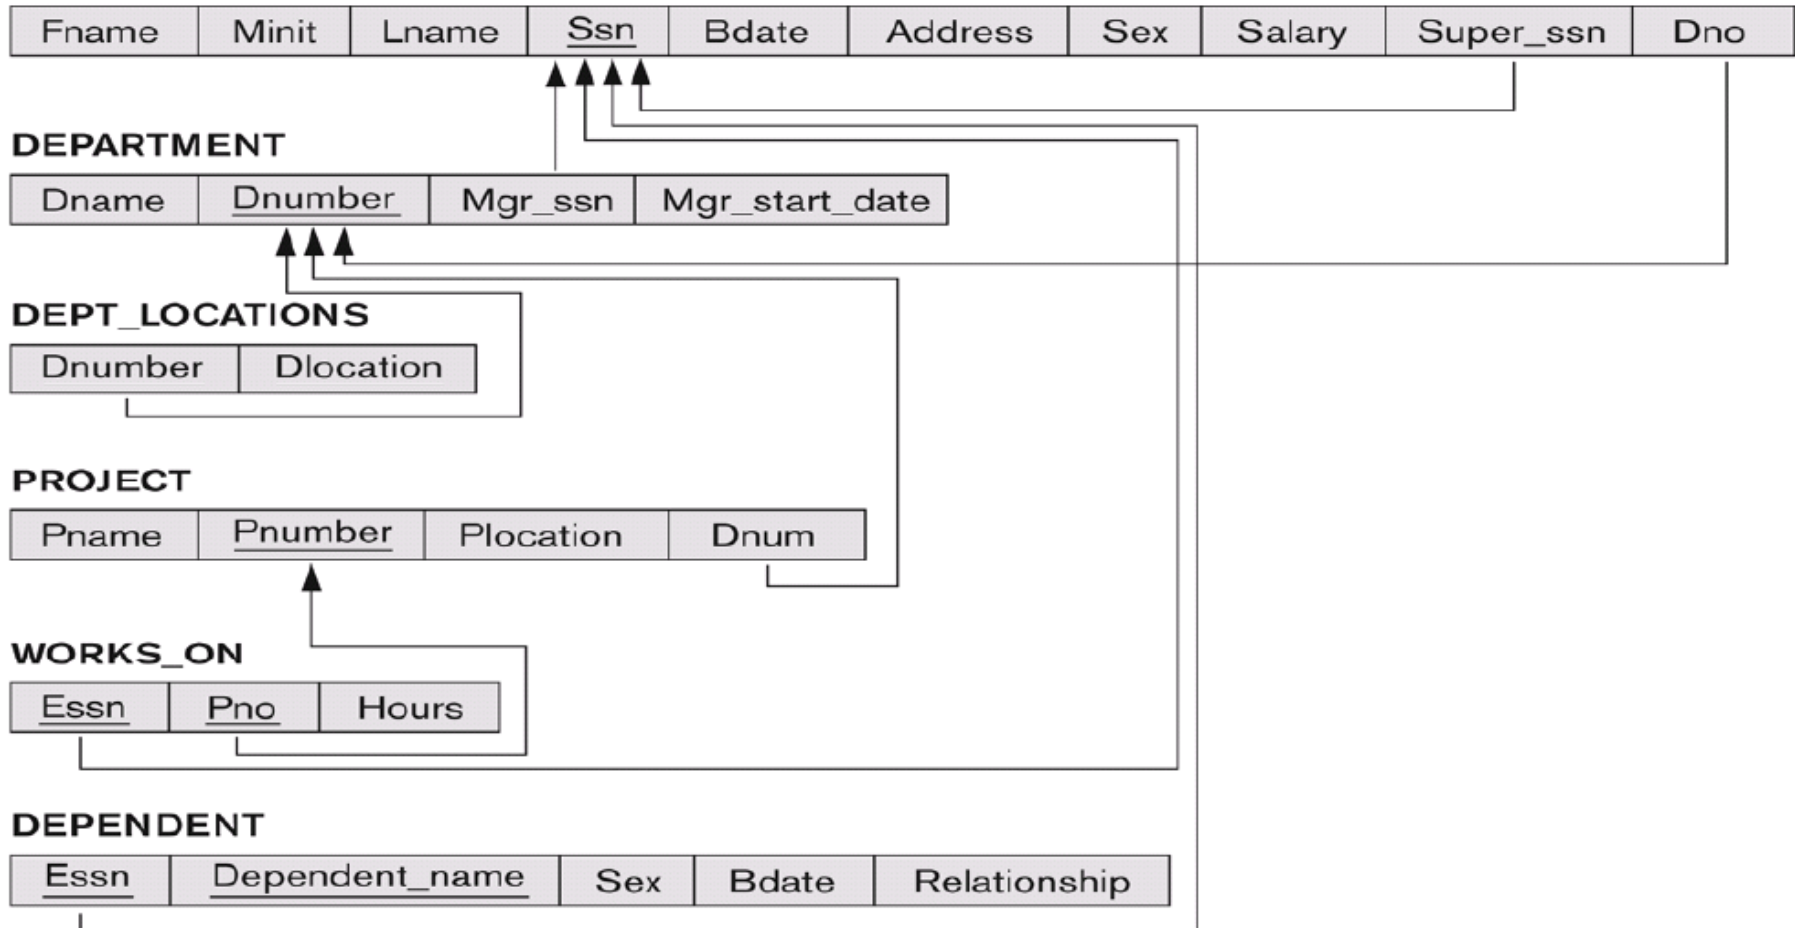 Fname Minit Lname Ssn Bdate Address Sex Salary Super_ssn Dno
DEPARTMENT
Dname Dnumber Mgr_ssn Mgr_start_date
DEPT_LOCATIONS
Dnumber Dlocation
PROJECT
Pname Pnumber Plocation Dnum
WORKS_ON
Essn Pno Hours
DEPENDENT
Essn Dependent_name Sex Bdate Relationship